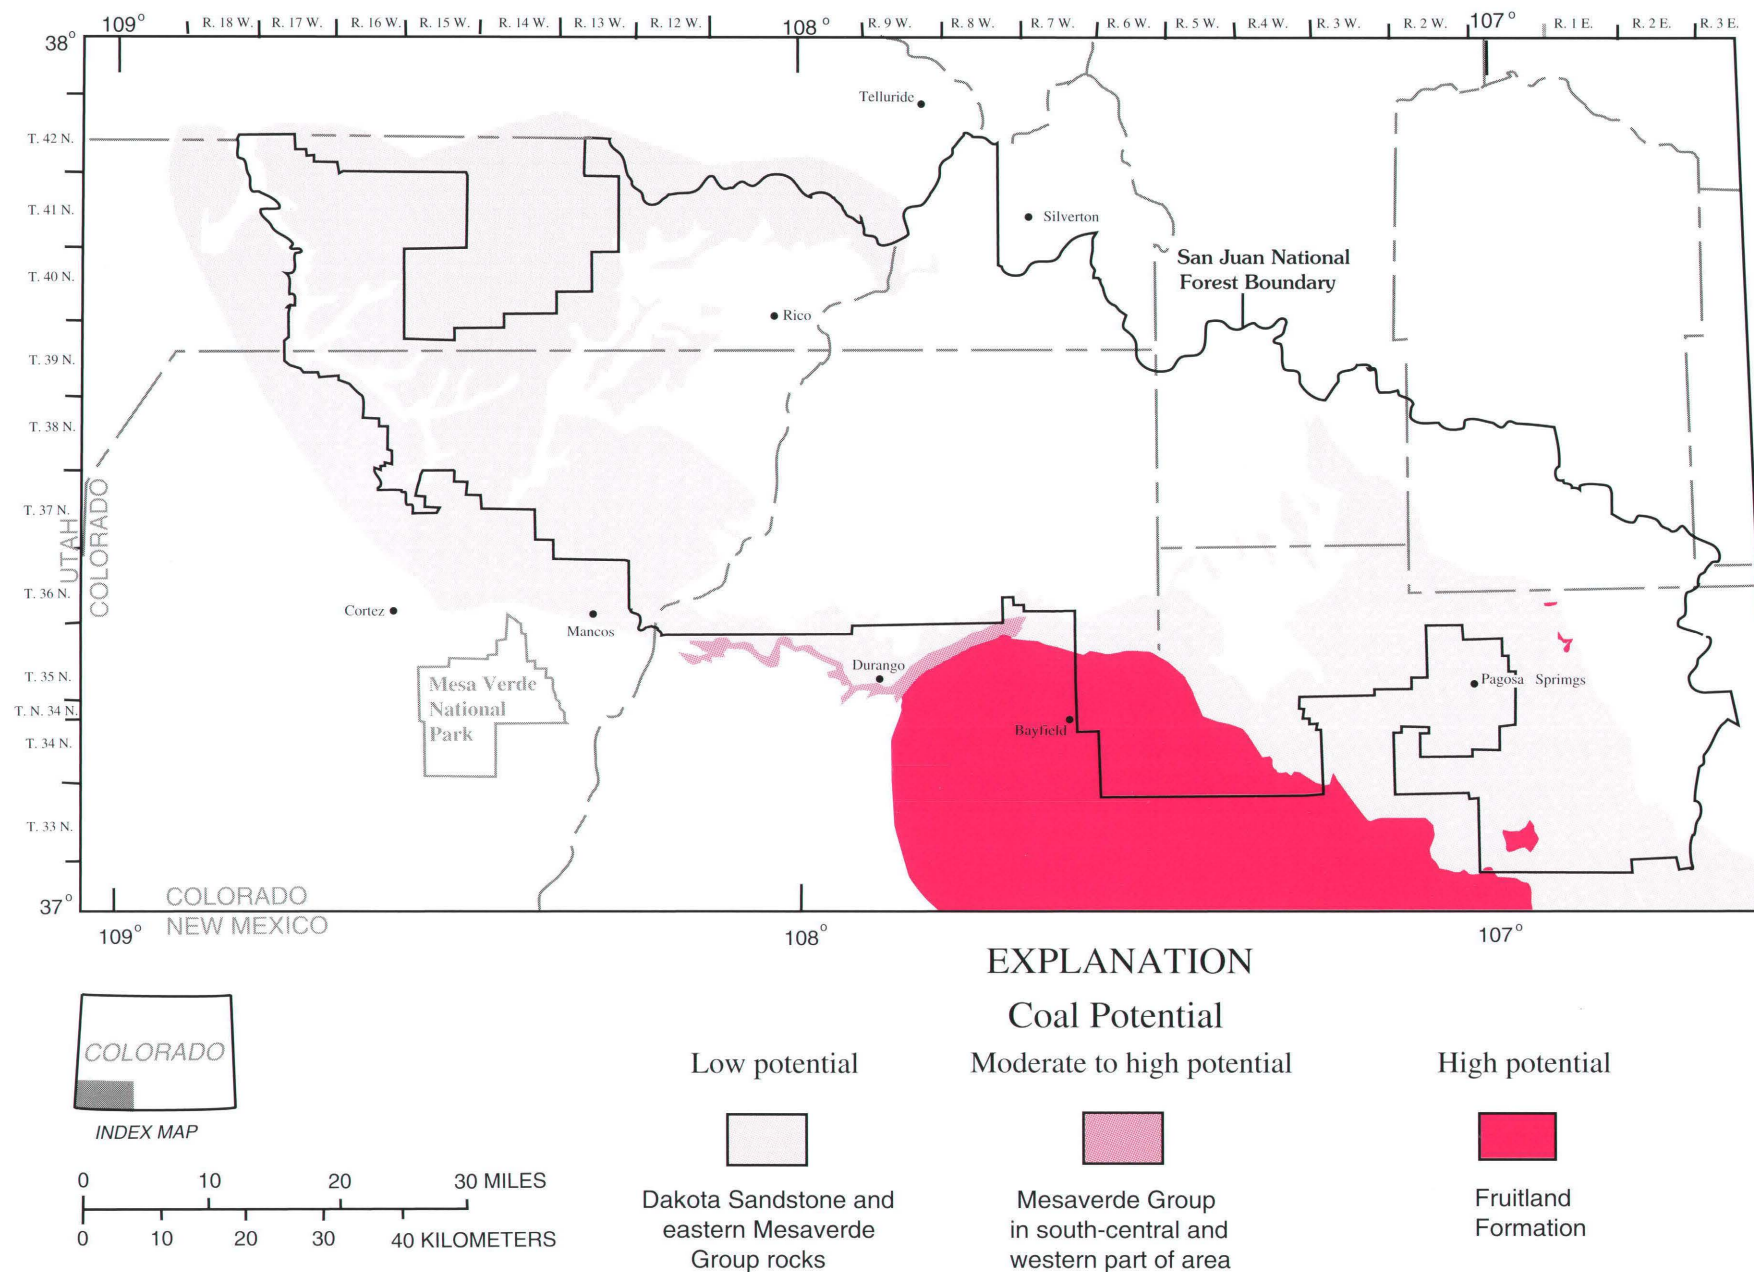 109°
R. 18 W.
R. 17 W.
R. 16 W.
R. 15 W.
R. 14 W.
R. 13 W.
R. 12 W.
108°
R. 9 W.
R. 8 W.
R. 7 W.
R. 6 W.
R. 5 W.
R. 4 W.
R. 3 W.
R. 2 W.
107°
R. 1 E.
R. 2 E.
R. 3 E.
38°
Telluride
T. 42 N.
T. 41 N.
Silverton
San Juan National
Forest Boundary
T. 40 N.
Rico
T. 39 N.
T. 38 N.
T. 37 N.
UTAH
COLORADO
T. 36 N.
Cortez
Mancos
Durango
T. 35 N.
Mesa Verde
National
Park
Pagosa Springs
T. N. 34 N.
Bayfield
T. 34 N.
T. 33 N.
COLORADO
37°
NEW MEXICO
109°
108°
107°
EXPLANATION
Coal Potential
COLORADO
INDEX MAP
Low potential
Moderate to high potential
High potential
0 10 20 30 MILES
0 10 20 30 40 KILOMETERS
Dakota Sandstone and
eastern Mesaverde
Group rocks
Mesaverde Group
in south-central and
western part of area
Fruitland
Formation